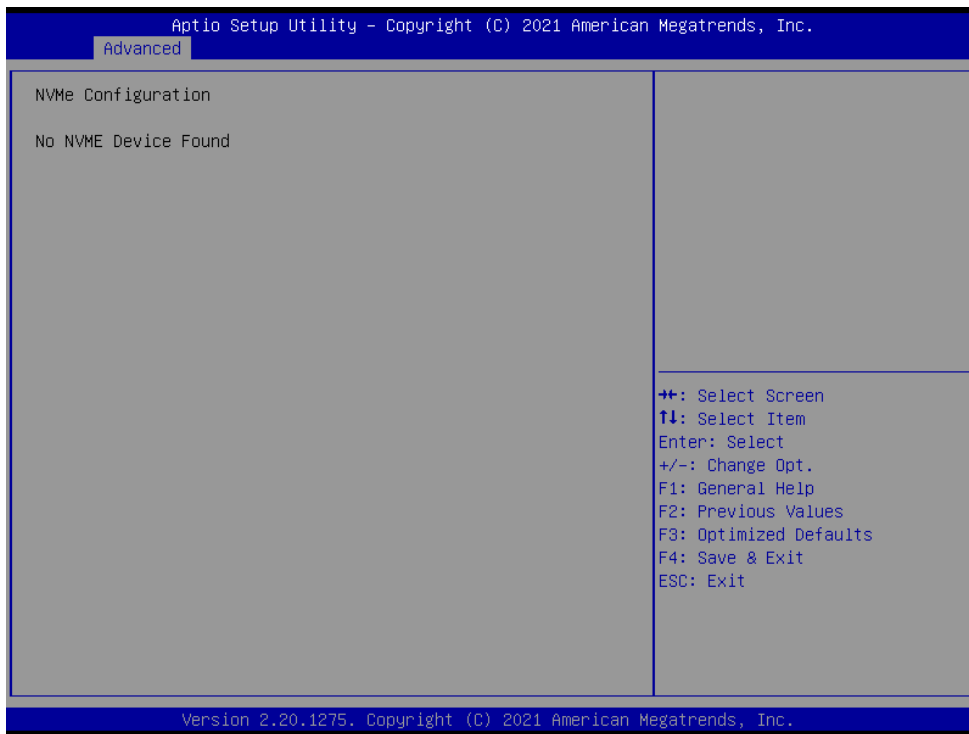 Aptio Setup Utility – Copyright (C) 2021 American Megatrends, Inc.
Advanced
NVMe Configuration
No NVME Device Found
→←: Select Screen
↑↓: Select Item
Enter: Select
+/-: Change Opt.
F1: General Help
F2: Previous Values
F3: Optimized Defaults
F4: Save & Exit
ESC: Exit
Version 2.20.1275. Copyright (C) 2021 American Megatrends, Inc.